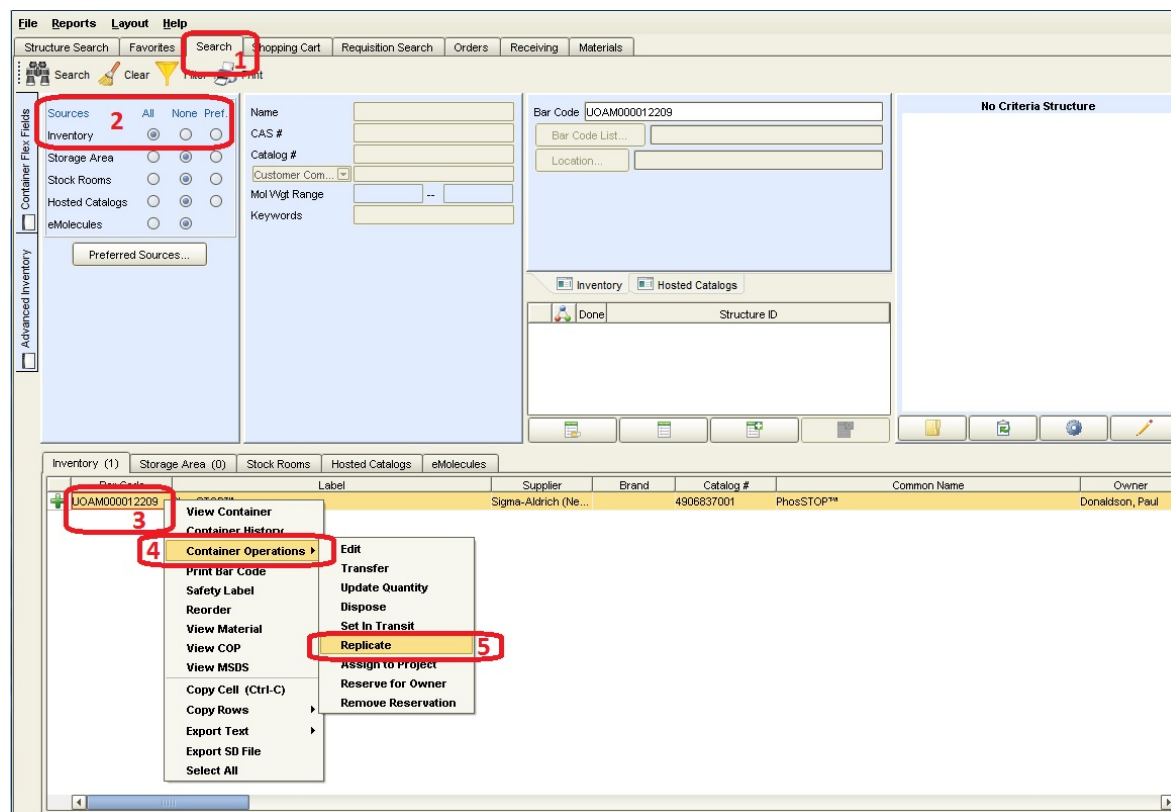 File Reports Layout Help
Structure Search Favorites Search Shopping Cart Requisition Search Orders Receiving Materials
1
Search Clear Filter Print
Container Flex Fields
Advanced Inventory
Sources 2 All None Pref.
Inventory
Storage Area
Stock Rooms
Hosted Catalogs
eMolecules
Preferred Sources...
Name
CAS #
Catalog #
Customer Com...
Mol Wgt Range --
Keywords
Bar Code UOAM000012209
Bar Code List...
Location...
Inventory Hosted Catalogs
Done Structure ID
No Criteria Structure
Inventory (1) Storage Area (0) Stock Rooms Hosted Catalogs eMolecules
Bar Code Label Supplier Brand Catalog # Common Name Owner
UOAM000012209 Sigma-Aldrich (Ne... 4906837001 PhosSTOP™ Donaldson, Paul
3
View Container
Container History
4 Container Operations
Print Bar Code
Safety Label
Reorder
View Material
View COP
View MSDS
Copy Cell (Ctrl-C)
Copy Rows
Export Text
Export SD File
Select All
Edit
Transfer
Update Quantity
Dispose
Set In Transit
Replicate 5
Assign to Project
Reserve for Owner
Remove Reservation